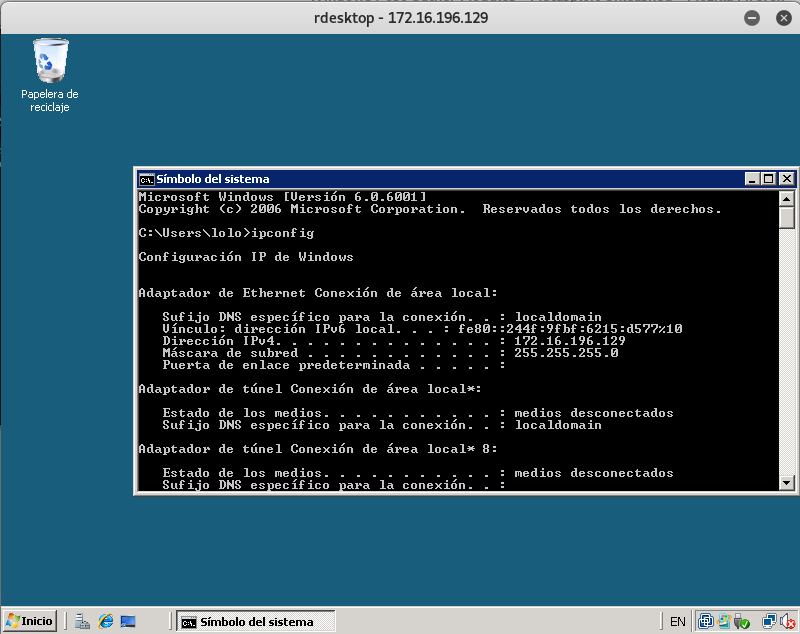 rdesktop - 172.16.196.129
Papelera de
reciclaje
Símbolo del sistema
Microsoft Windows [Versión 6.0.6001]
Copyright (c) 2006 Microsoft Corporation.  Reservados todos los derechos.
C:\Users\lolo>ipconfig
Configuración IP de Windows
Adaptador de Ethernet Conexión de área local:
Sufijo DNS específico para la conexión. . : localdomain
Vínculo: dirección IPv6 local. . . : fe80::244f:9fbf:6215:d577%10
Dirección IPv4. . . . . . . . . . . . . . : 172.16.196.129
Máscara de subred . . . . . . . . . . . . : 255.255.255.0
Puerta de enlace predeterminada . . . . . :
Adaptador de túnel Conexión de área local*:
Estado de los medios. . . . . . . . . . . : medios desconectados
Sufijo DNS específico para la conexión. . : localdomain
Adaptador de túnel Conexión de área local* 8:
Estado de los medios. . . . . . . . . . . : medios desconectados
Sufijo DNS específico para la conexión. . :
Inicio
Símbolo del sistema
EN